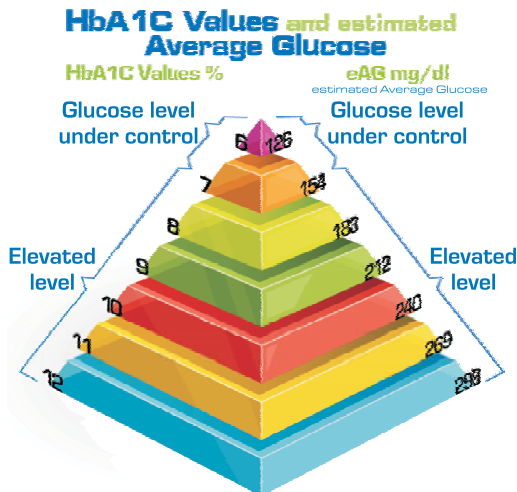 HbA1C Values and estimated
Average Glucose
HbA1C Values %
eAG mg/dl
estimated Average Glucose
Glucose level
under control
Glucose level
under control
6 126
7 154
8 183
9 212
Elevated
level
Elevated
level
10 240
11 269
12 298